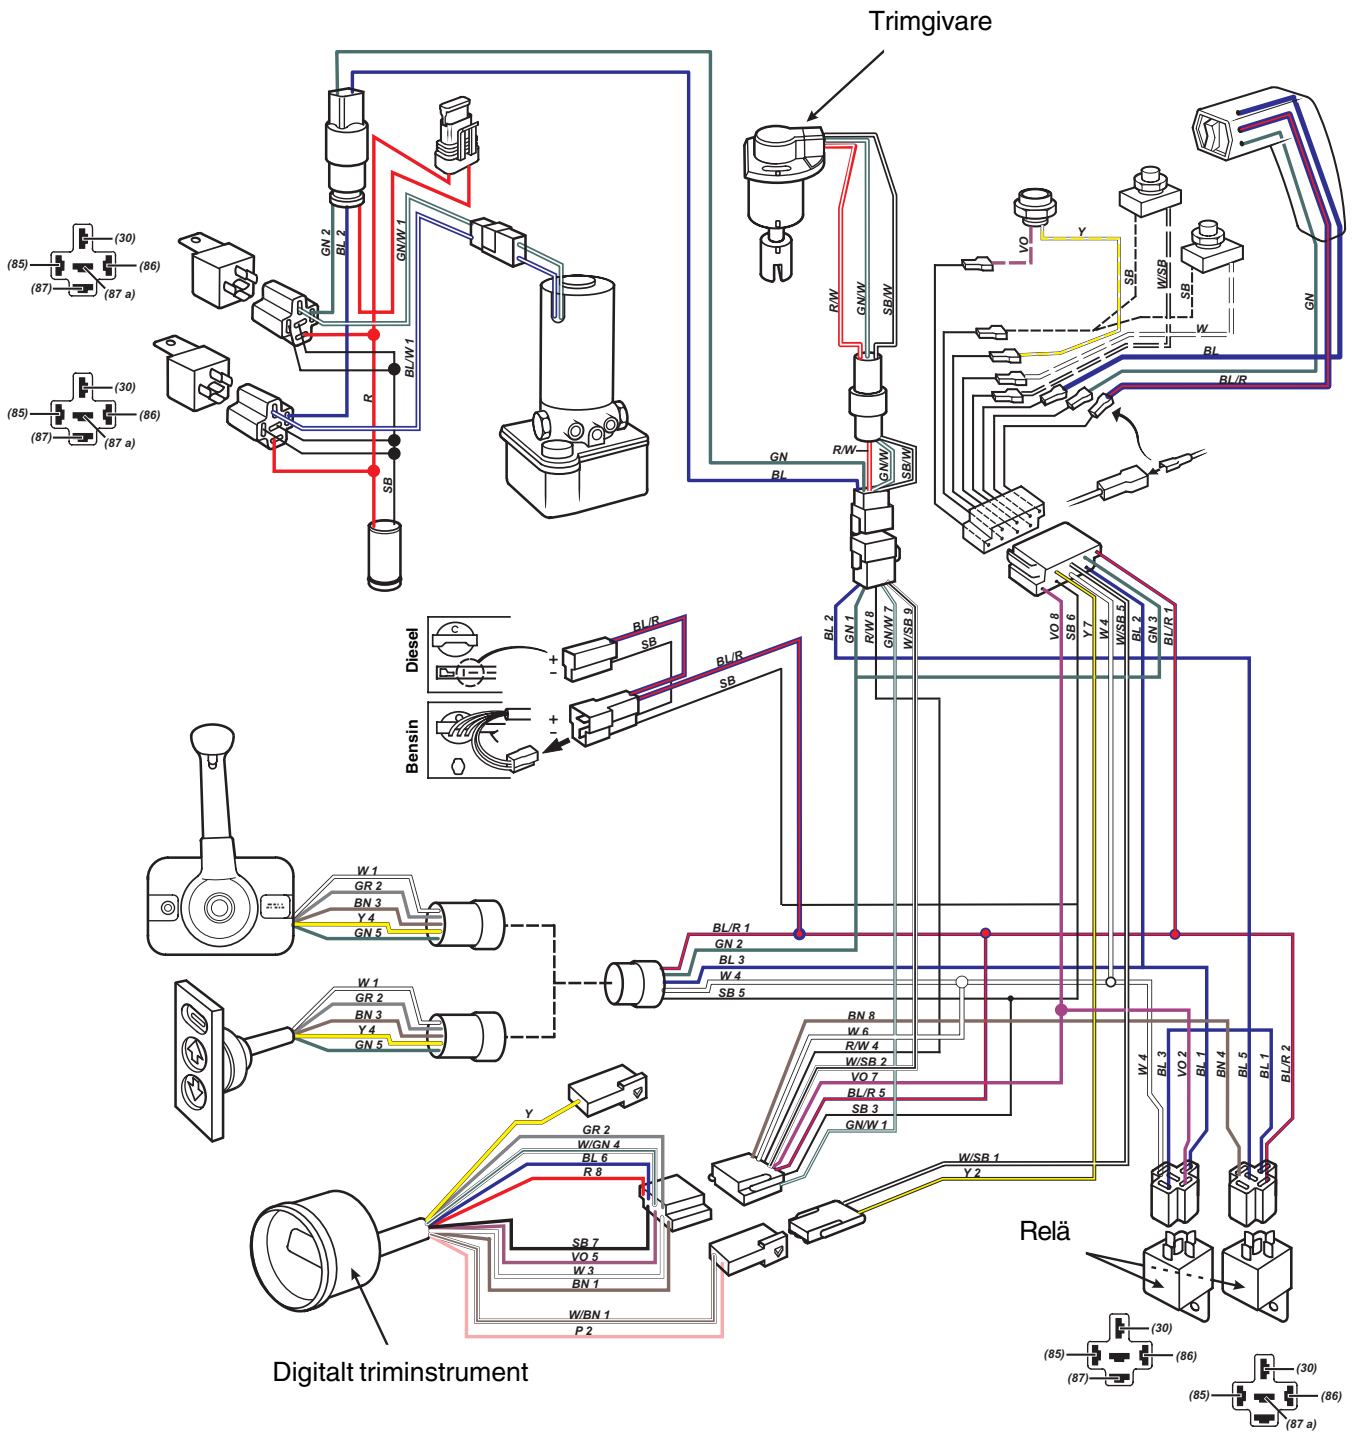 Trimgivare
GN 2
BL 2
GN/W 1
BL/W 1
R
SB
(30)
(85)
(86)
(87)
(87 a)
(30)
(85)
(86)
(87)
(87 a)
R/W
GN/W
SB/W
VO
Y
SB
W/SB
SB
W
BL
BL/R
GN
GN
BL
R/W
GN/W
SB/W
BL 2
GN 1
R/W 8
GN/W 7
W/SB 9
VO 8
SB 6
Y 7
W 4
W/SB 5
BL 2
GN 3
BL/R 1
Diesel
C
+
-
BL/R
SB
BL/R
SB
Bensin
+
-
W 1
GR 2
BN 3
Y 4
GN 5
W 1
GR 2
BN 3
Y 4
GN 5
BL/R 1
GN 2
BL 3
W 4
SB 5
BN 8
W 6
R/W 4
W/SB 2
VO 7
BL/R 5
SB 3
GN/W 1
W/SB 1
Y 2
W 4
BL 3
VO 2
BL 1
BN 4
BL 5
BL 1
BL/R 2
Y
GR 2
W/GN 4
BL 6
R 8
SB 7
VO 5
W 3
BN 1
W/BN 1
P 2
Relä
Digitalt triminstrument
(30)
(85)
(86)
(87)
(30)
(85)
(86)
(87 a)